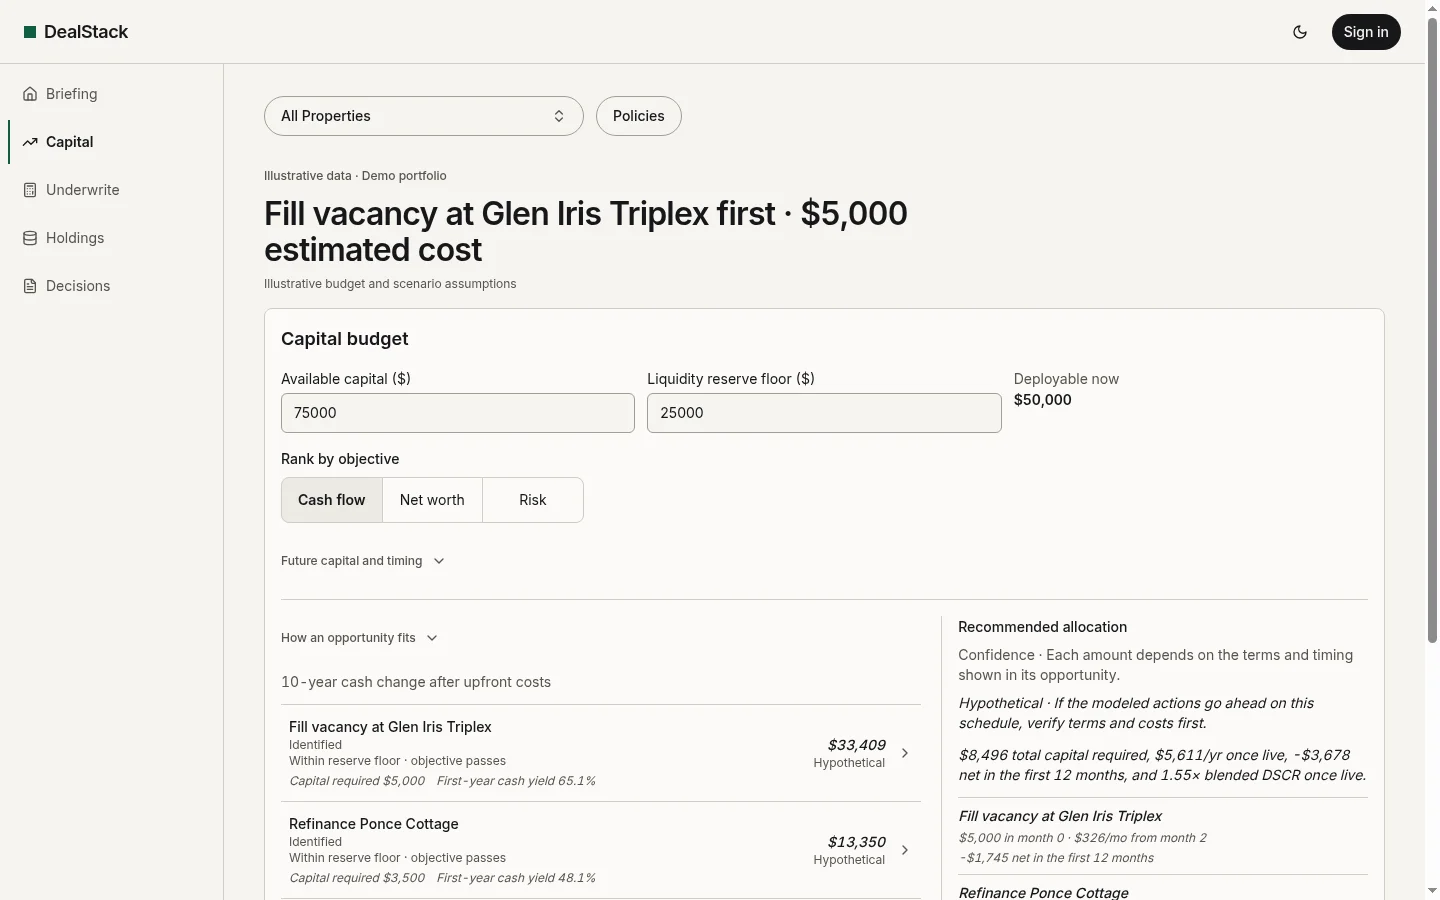 DealStack
Sign in
Briefing
Capital
Underwrite
Holdings
Decisions
All Properties
Policies
Illustrative data · Demo portfolio
Fill vacancy at Glen Iris Triplex first · $5,000
estimated cost
Illustrative budget and scenario assumptions
Capital budget
Available capital ($)
75000
Liquidity reserve floor ($)
25000
Deployable now
$50,000
Rank by objective
Cash flow
Net worth
Risk
Future capital and timing
How an opportunity fits
10-year cash change after upfront costs
Fill vacancy at Glen Iris Triplex
Identified
Within reserve floor · objective passes
Capital required $5,000 First-year cash yield 65.1%
$33,409
Hypothetical
Refinance Ponce Cottage
Identified
Within reserve floor · objective passes
Capital required $3,500 First-year cash yield 48.1%
$13,350
Hypothetical
Recommended allocation
Confidence · Each amount depends on the terms and timing
shown in its opportunity.
Hypothetical · If the modeled actions go ahead on this
schedule, verify terms and costs first.
$8,496 total capital required, $5,611/yr once live, -$3,678
net in the first 12 months, and 1.55× blended DSCR once live.
Fill vacancy at Glen Iris Triplex
$5,000 in month 0 · $326/mo from month 2
-$1,745 net in the first 12 months
Refinance Ponce Cottage